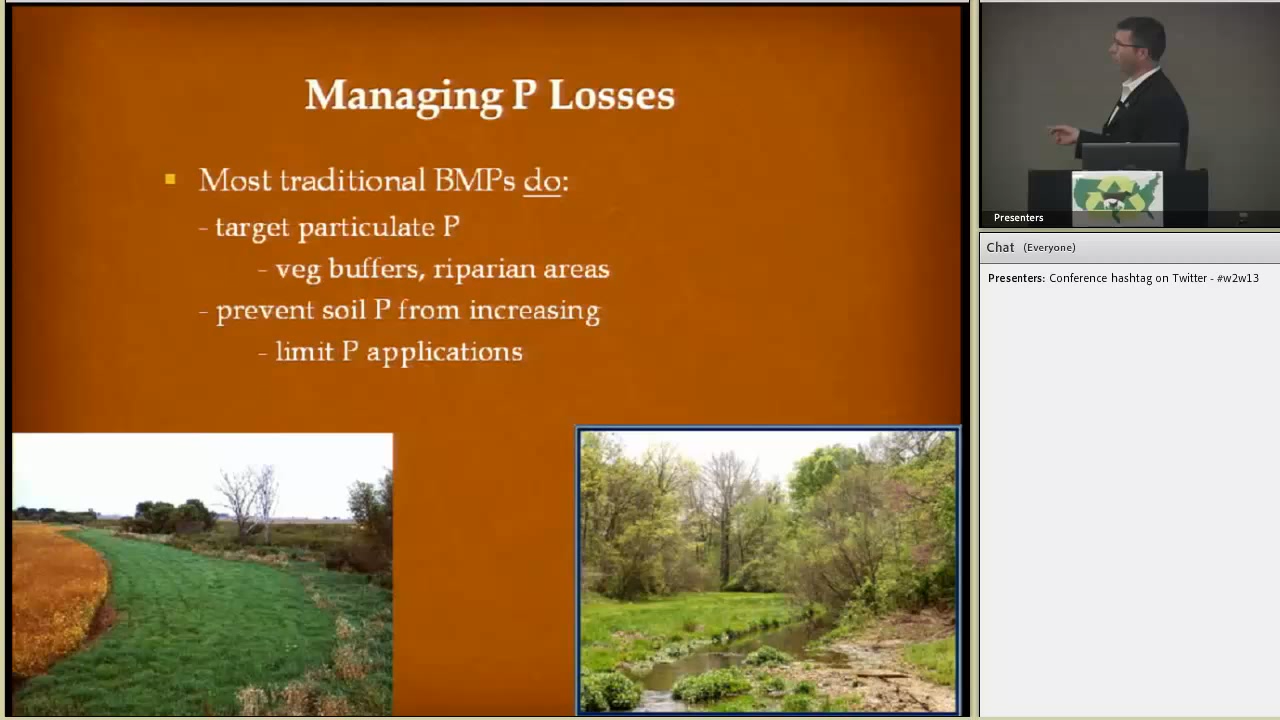 Managing P Losses
Most traditional BMPs do:
- target particulate P
- veg buffers, riparian areas
- prevent soil P from increasing
- limit P applications
Presenters
Chat (Everyone)
Presenters: Conference hashtag on Twitter - #w2w13